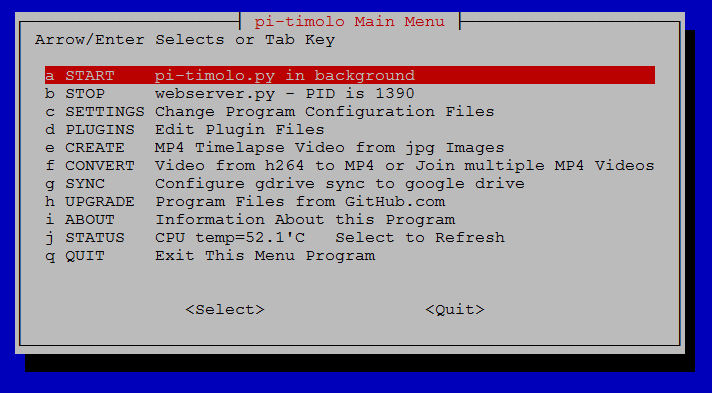 pi-timolo Main Menu
Arrow/Enter Selects or Tab Key
a START pi-timolo.py in background
b STOP webserver.py - PID is 1390
c SETTINGS Change Program Configuration Files
d PLUGINS Edit Plugin Files
e CREATE MP4 Timelapse Video from jpg Images
f CONVERT Video from h264 to MP4 or Join multiple MP4 Videos
g SYNC Configure gdrive sync to google drive
h UPGRADE Program Files from GitHub.com
i ABOUT Information About this Program
j STATUS CPU temp=52.1'C Select to Refresh
q QUIT Exit This Menu Program
<Select> <Quit>